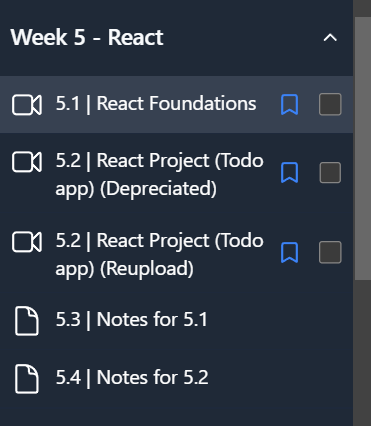 Week 5 - React
5.1 | React Foundations
5.2 | React Project (Todo
app) (Depreciated)
5.2 | React Project (Todo
app) (Reupload)
5.3 | Notes for 5.1
5.4 | Notes for 5.2